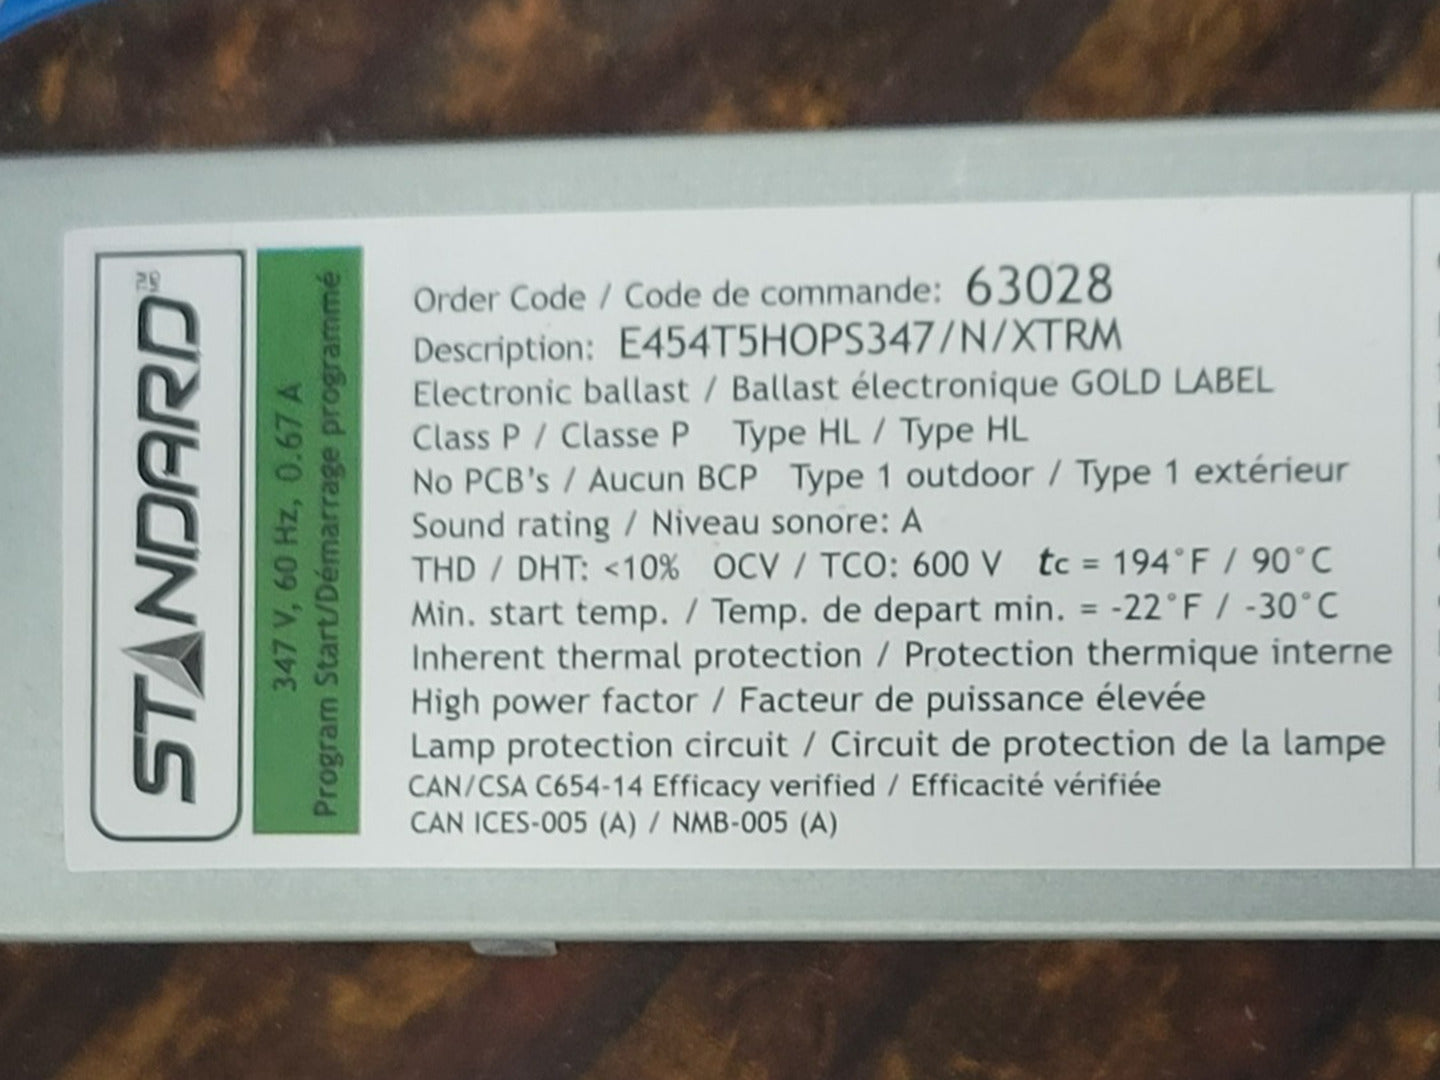 STANDARD™
MC
347 V, 60 Hz, 0.67 A
Program Start/Démarrage programmé
Order Code / Code de commande: 63028
Description: E454T5HOPS347/N/XTRM
Electronic ballast / Ballast électronique GOLD LABEL
Class P / Classe P Type HL / Type HL
No PCB's / Aucun BCP Type 1 outdoor / Type 1 extérieur
Sound rating / Niveau sonore: A
THD / DHT: <10% OCV / TCO: 600 V tc = 194°F / 90°C
Min. start temp. / Temp. de depart min. = -22°F / -30°C
Inherent thermal protection / Protection thermique interne
High power factor / Facteur de puissance élevée
Lamp protection circuit / Circuit de protection de la lampe
CAN/CSA C654-14 Efficacy verified / Efficacité vérifiée
CAN ICES-005 (A) / NMB-005 (A)